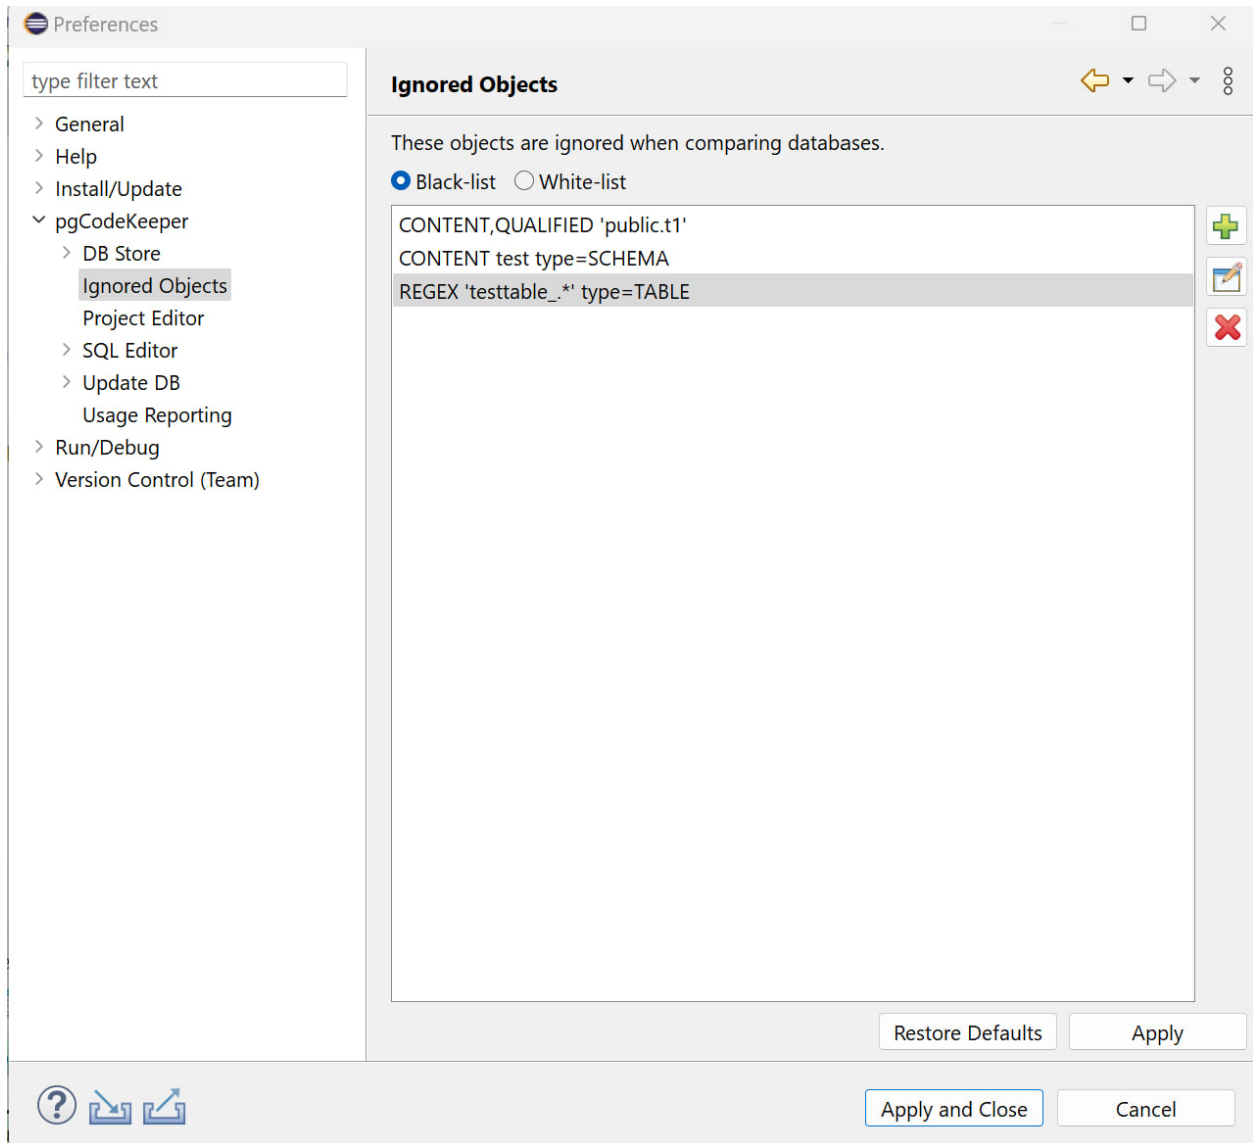 Preferences
type filter text
General
Help
Install/Update
pgCodeKeeper
DB Store
Ignored Objects
Project Editor
SQL Editor
Update DB
Usage Reporting
Run/Debug
Version Control (Team)
Ignored Objects
These objects are ignored when comparing databases.
Black-list White-list
CONTENT,QUALIFIED 'public.t1'
CONTENT test type=SCHEMA
REGEX 'testtable_.*' type=TABLE
Restore Defaults Apply
Apply and Close Cancel